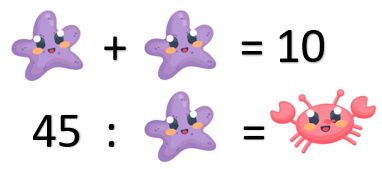 + = 10
45 : =